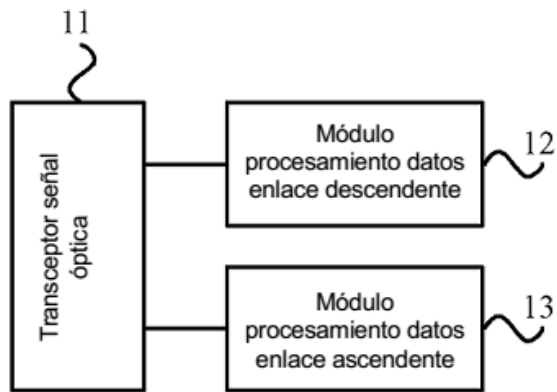 11
Transceptor señal
óptica
Módulo
procesamiento datos
enlace descendente
12
Módulo
procesamiento datos
enlace ascendente
13